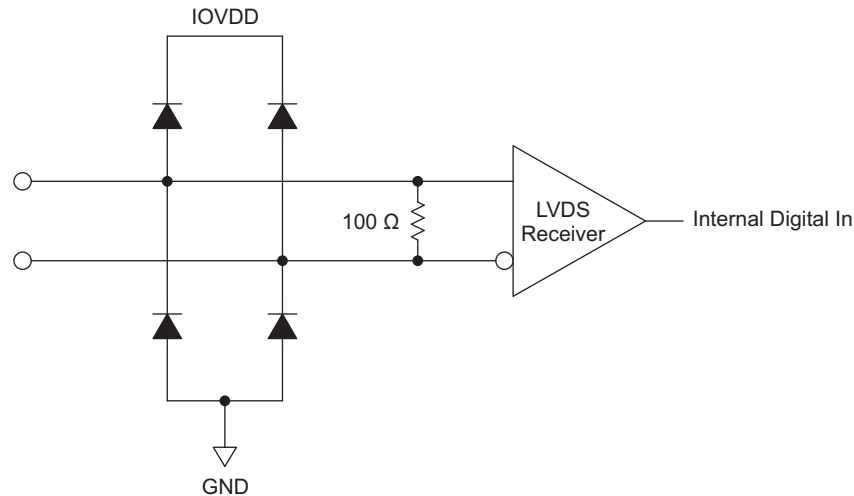 IOVDD
100 Ω
LVDS
Receiver
Internal Digital In
GND